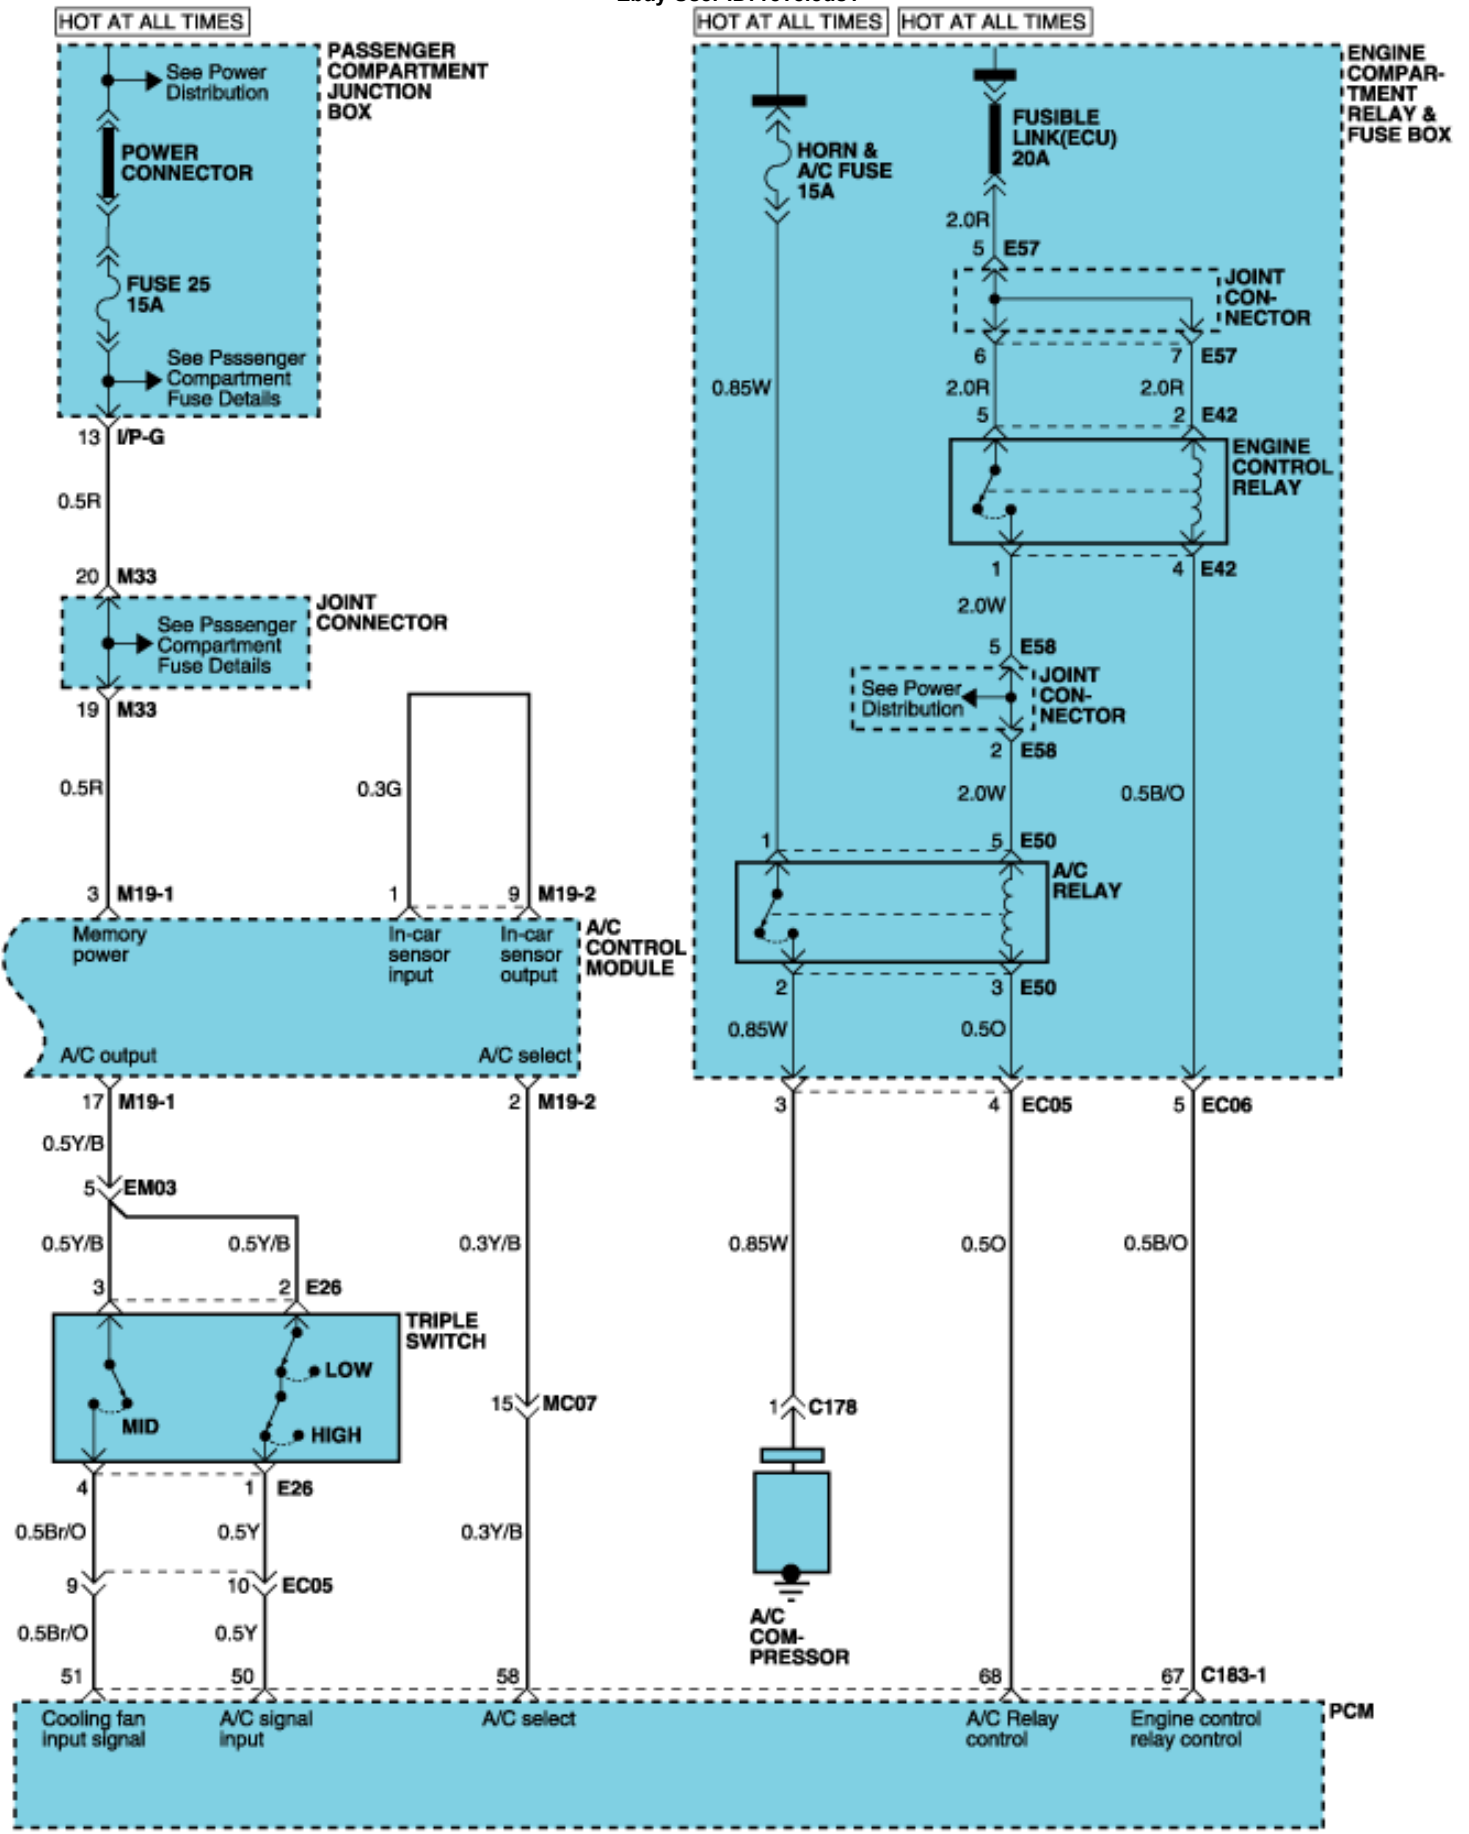 HOT AT ALL TIMES
HOT AT ALL TIMES
HOT AT ALL TIMES
PASSENGER
COMPARTMENT
JUNCTION
BOX
See Power
Distribution
POWER
CONNECTOR
FUSE 25
15A
See Psssenger
Compartment
Fuse Details
13 I/P-G
0.5R
20 M33
JOINT
CONNECTOR
See Psssenger
Compartment
Fuse Details
19 M33
0.5R
0.3G
3 M19-1
1
9 M19-2
Memory
power
In-car
sensor
input
In-car
sensor
output
A/C
CONTROL
MODULE
A/C output
A/C select
17 M19-1
2 M19-2
0.5Y/B
5 EM03
0.5Y/B
0.5Y/B
0.3Y/B
3
2 E26
TRIPLE
SWITCH
LOW
MID
HIGH
15 MC07
4
1 E26
0.5Br/O
0.5Y
0.3Y/B
9
10 EC05
0.5Br/O
0.5Y
51
50
58
ENGINE
COMPAR-
TMENT
RELAY &
FUSE BOX
HORN &
A/C FUSE
15A
FUSIBLE
LINK(ECU)
20A
2.0R
5 E57
JOINT
CON-
NECTOR
6
7 E57
0.85W
2.0R
2.0R
5
2 E42
ENGINE
CONTROL
RELAY
1
4 E42
2.0W
5 E58
See Power
Distribution
JOINT
CON-
NECTOR
2 E58
2.0W
0.5B/O
1
5 E50
A/C
RELAY
2
3 E50
0.85W
0.5O
3
4 EC05
5 EC06
0.85W
0.5O
0.5B/O
1 C178
A/C
COM-
PRESSOR
68
67 C183-1
PCM
Cooling fan
input signal
A/C signal
input
A/C select
A/C Relay
control
Engine control
relay control